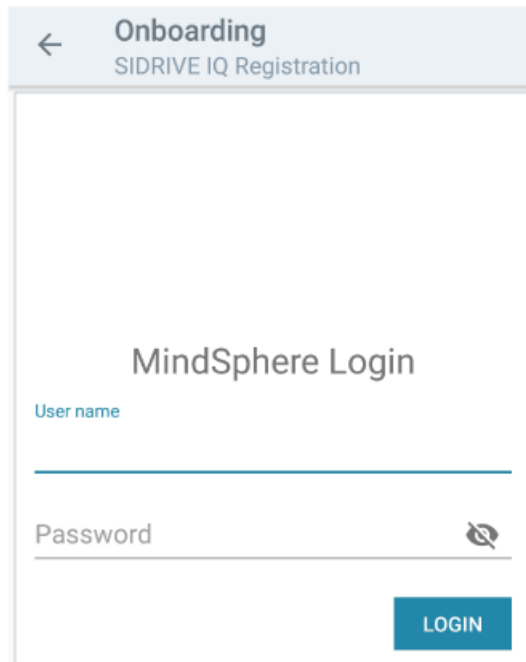 Onboarding
SIDRIVE IQ Registration
MindSphere Login
User name
Password
LOGIN